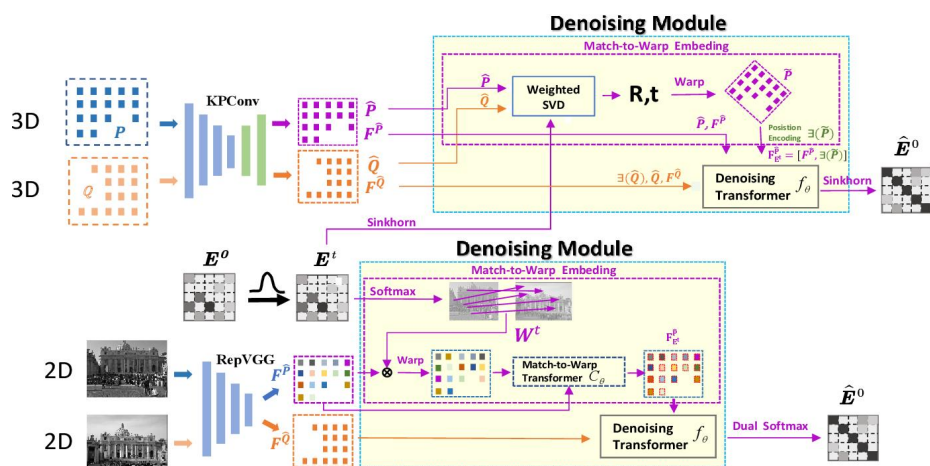 Denoising Module
Match-to-Warp Embeding
3D
P
KPConv
P̂
F^P̂
P̂
Q̂
Weighted
SVD
R,t
Warp
P̃
P̂, F^P̂
Posistion
Encoding ∃(P̃)
F^P̃_E^t = [F^P̂, ∃(P̃)]
3D
Q
Q̂
F^Q̂
∃(Q̂), Q̂, F^Q̂
Denoising
Transformer f_θ
Sinkhorn
Ê^0
Sinkhorn
Denoising Module
Match-to-Warp Embeding
E^0
E^t
Softmax
W^t
2D
RepVGG
F^P̂
Warp
Match-to-Warp
Transformer C_θ
F^P̃_E^t
2D
F^Q̂
Denoising
Transformer f_θ
Dual Softmax
Ê^0